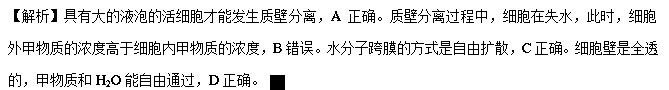 【解析】具有大的液泡的活细胞才能发生质壁分离，A 正确。质壁分离过程中，细胞在失水，此时，细胞
外甲物质的浓度高于细胞内甲物质的浓度，B 错误。水分子跨膜的方式是自由扩散，C 正确。细胞壁是全透
的，甲物质和 H₂O 能自由通过，D 正确。